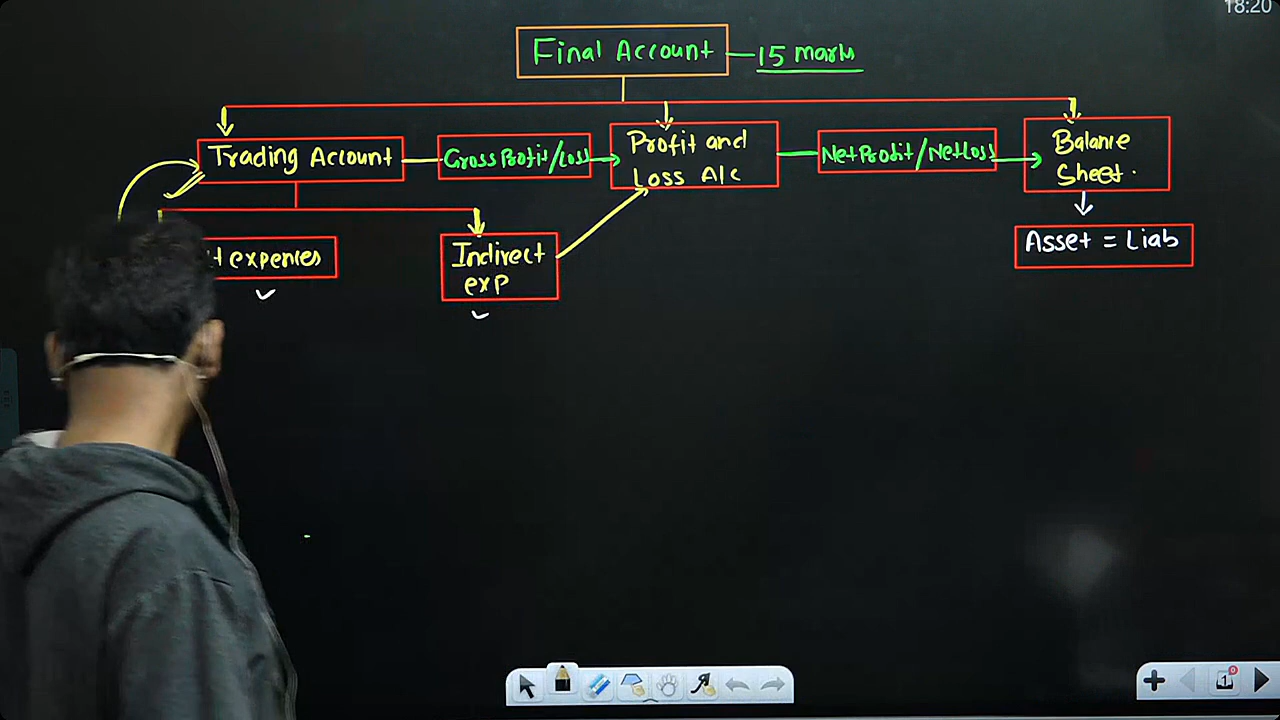 18:20
Final Account
15 marks
Trading Account
Gross Profit/Loss
Profit and
Loss A/c
Net Profit/Net Loss
Balance
Sheet.
Asset = Liab
expenses
Indirect
exp
1